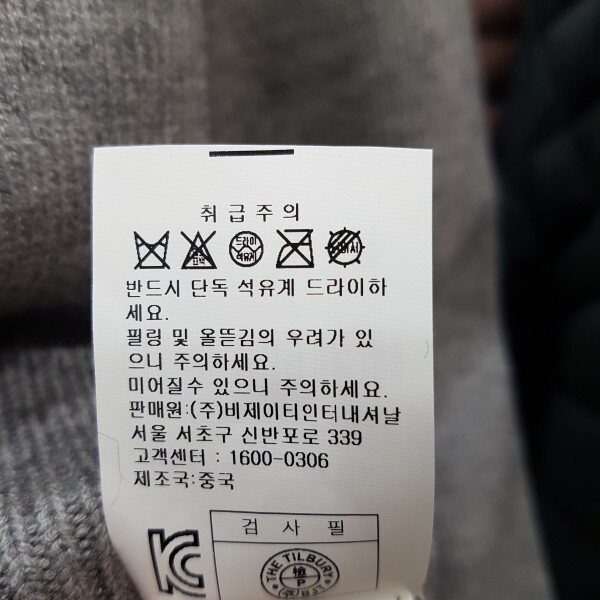 취급주의
드라이
석유계
반드시 단독 석유계 드라이하
세요.
필링 및 올뜯김의 우려가 있
으니 주의하세요.
미어질수 있으니 주의하세요.
판매원:(주)비제이티인터내셔날
서울 서초구 신반포로 339
고객센터 : 1600-0306
제조국:중국
검사필
THE TILBURY
檢
P